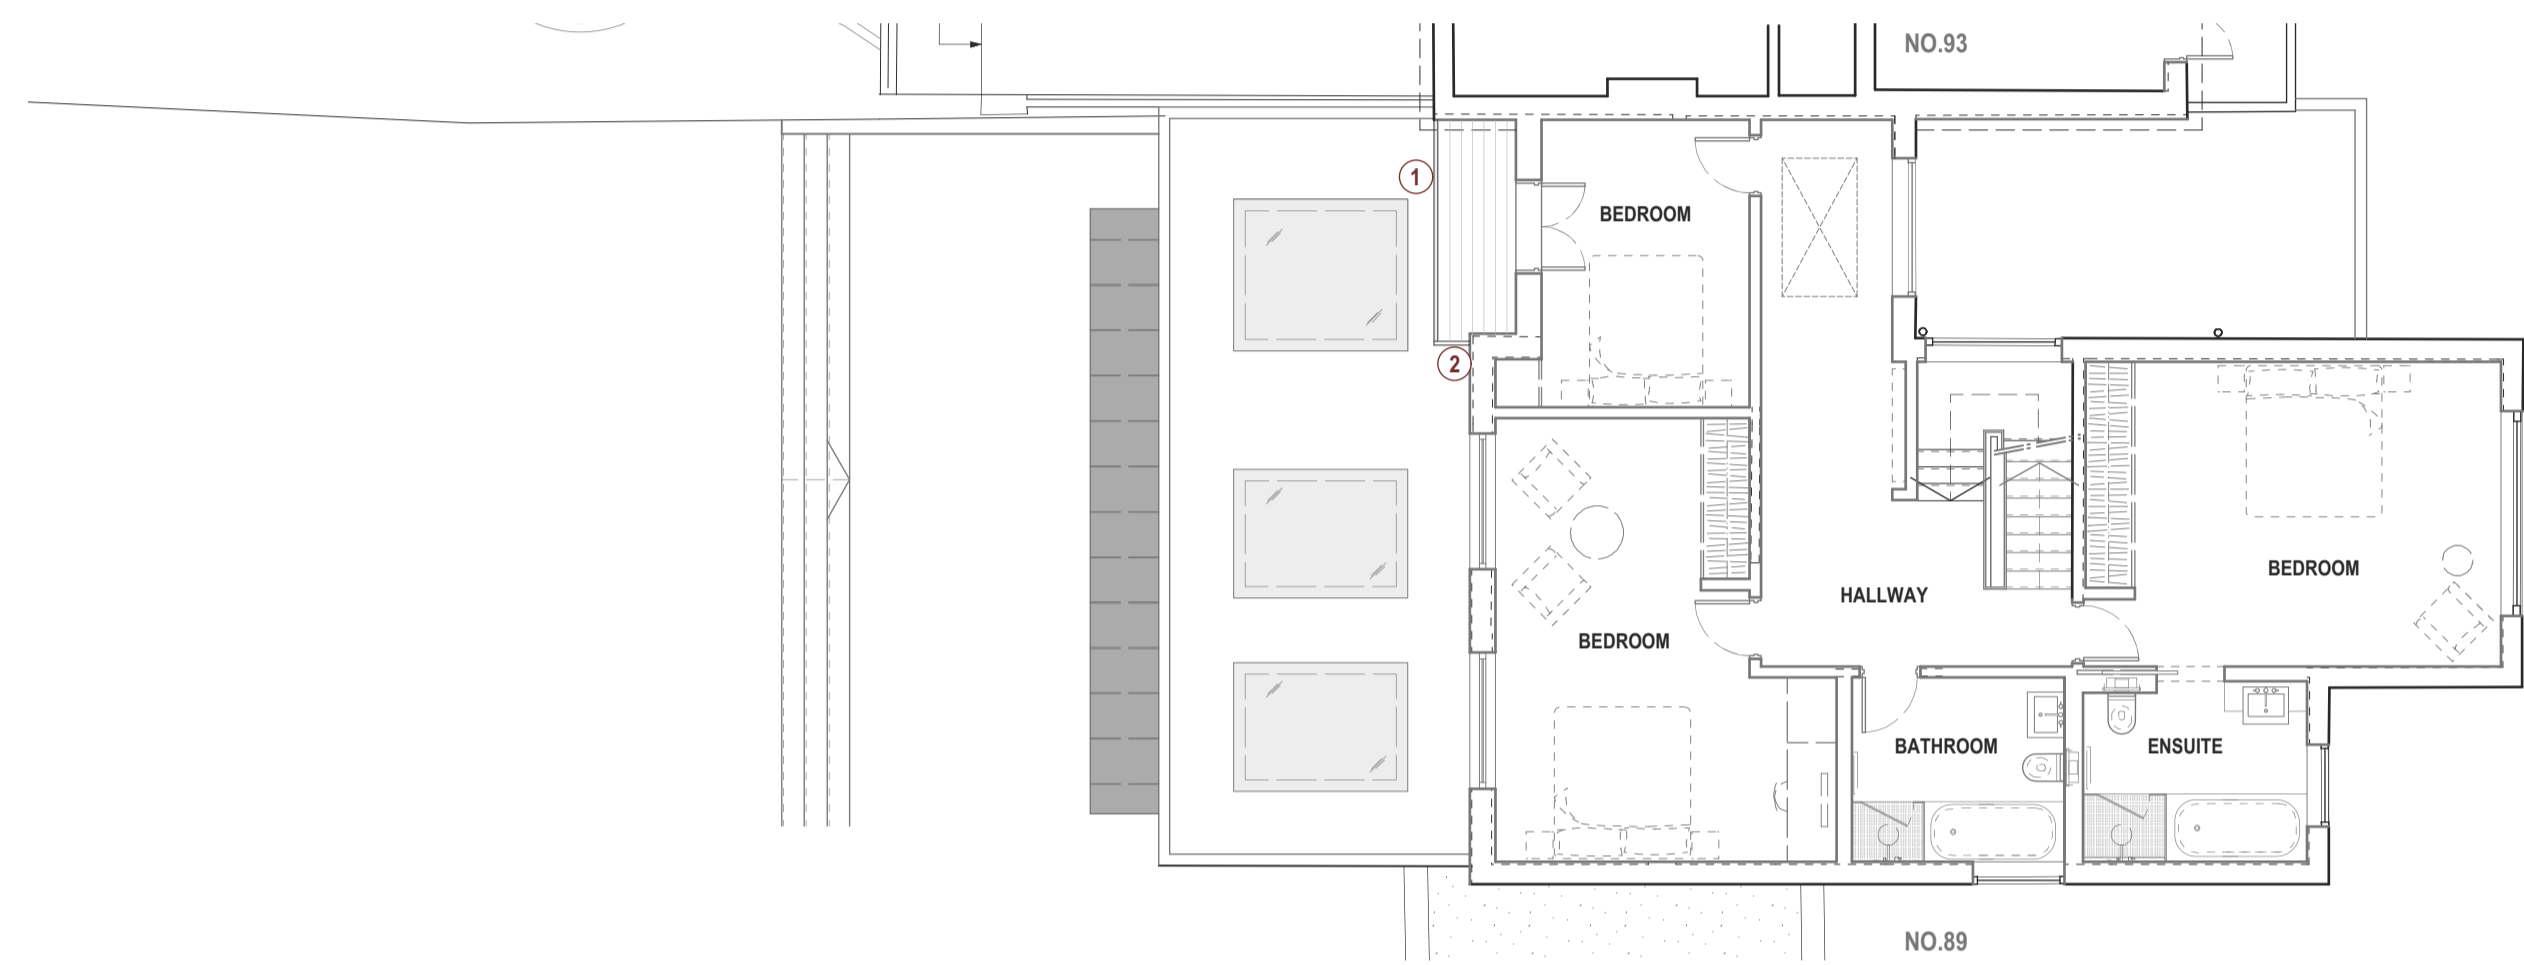 NO.93
1
BEDROOM
2
BEDROOM
HALLWAY
BEDROOM
BATHROOM
ENSUITE
NO.89